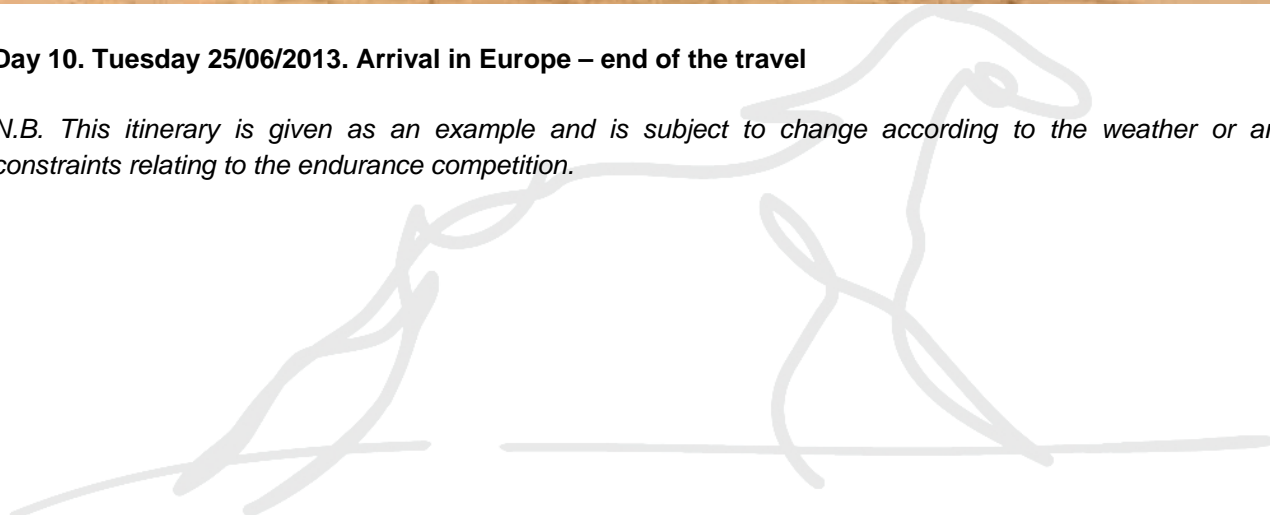 Day 10. Tuesday 25/06/2013. Arrival in Europe – end of the travel
N.B. This itinerary is given as an example and is subject to change according to the weather or
constraints relating to the endurance competition.